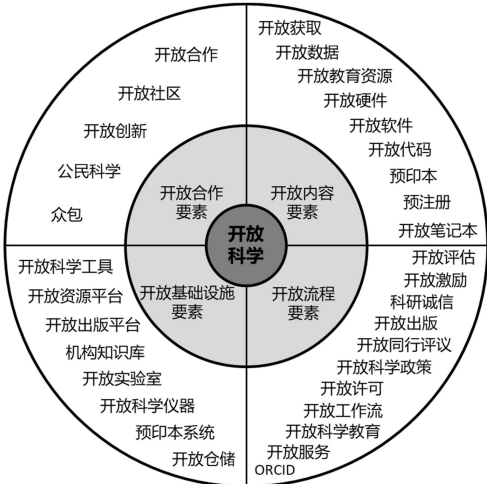 开放合作
开放社区
开放创新
公民科学
众包
开放获取
开放数据
开放教育资源
开放硬件
开放软件
开放代码
预印本
预注册
开放笔记本
开放合作
要素
开放内容
要素
开放
科学
开放基础设施
要素
开放流程
要素
开放科学工具
开放资源平台
开放出版平台
机构知识库
开放实验室
开放科学仪器
预印本系统
开放仓储
开放评估
开放激励
科研诚信
开放出版
开放同行评议
开放科学政策
开放许可
开放工作流
开放科学教育
开放服务
ORCID